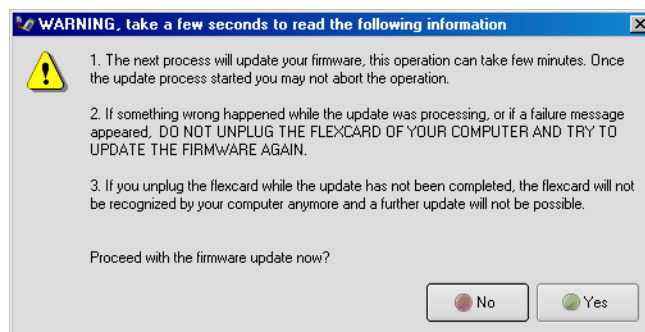 WARNING, take a few seconds to read the following information
1. The next process will update your firmware, this operation can take few minutes. Once
the update process started you may not abort the operation.
2. If something wrong happened while the update was processing, or if a failure message
appeared, DO NOT UNPLUG THE FLEXCARD OF YOUR COMPUTER AND TRY TO
UPDATE THE FIRMWARE AGAIN.
3. If you unplug the flexcard while the update has not been completed, the flexcard will not
be recognized by your computer anymore and a further update will not be possible.
Proceed with the firmware update now?
No
Yes